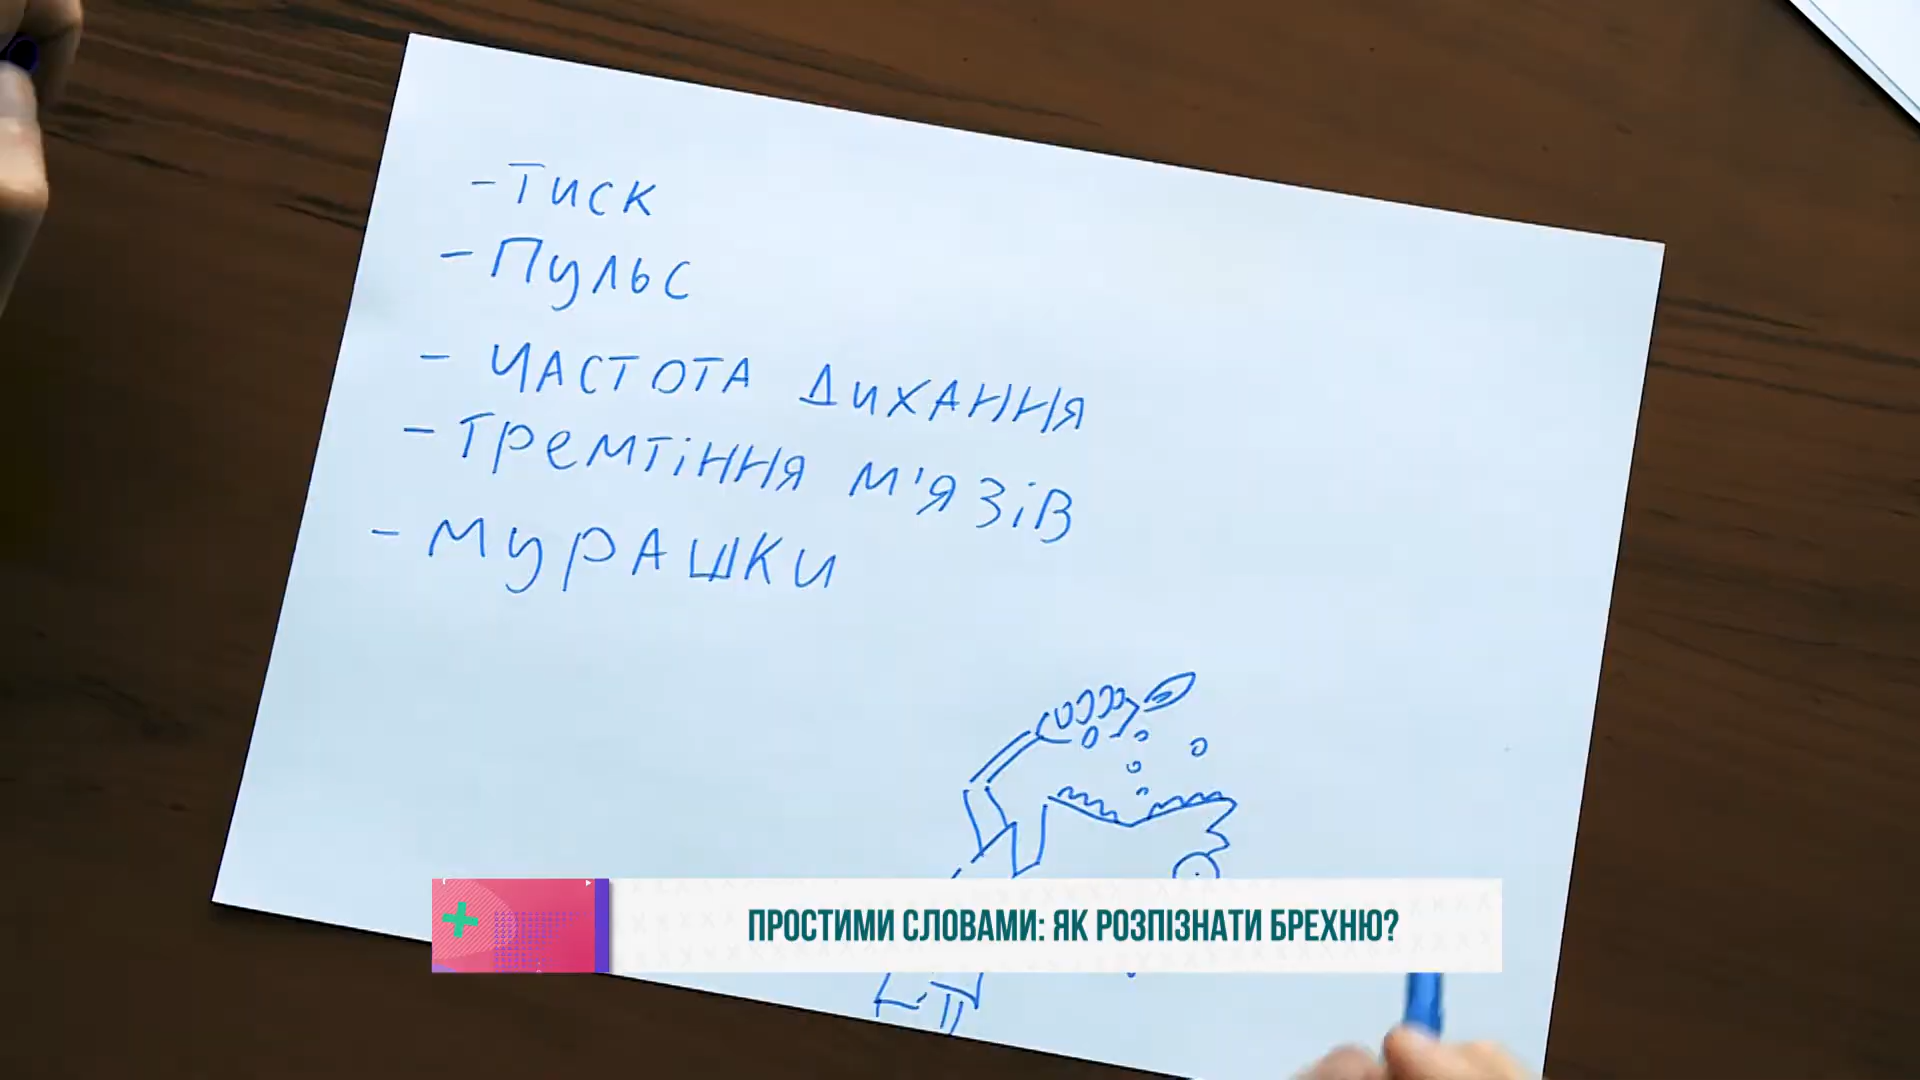 - Тиск
- Пульс
- ЧАСТОТА ДИХАННЯ
- Тремтіння м'язів
- МУРАШКИ
ПРОСТИМИ СЛОВАМИ: ЯК РОЗПІЗНАТИ БРЕХНЮ?